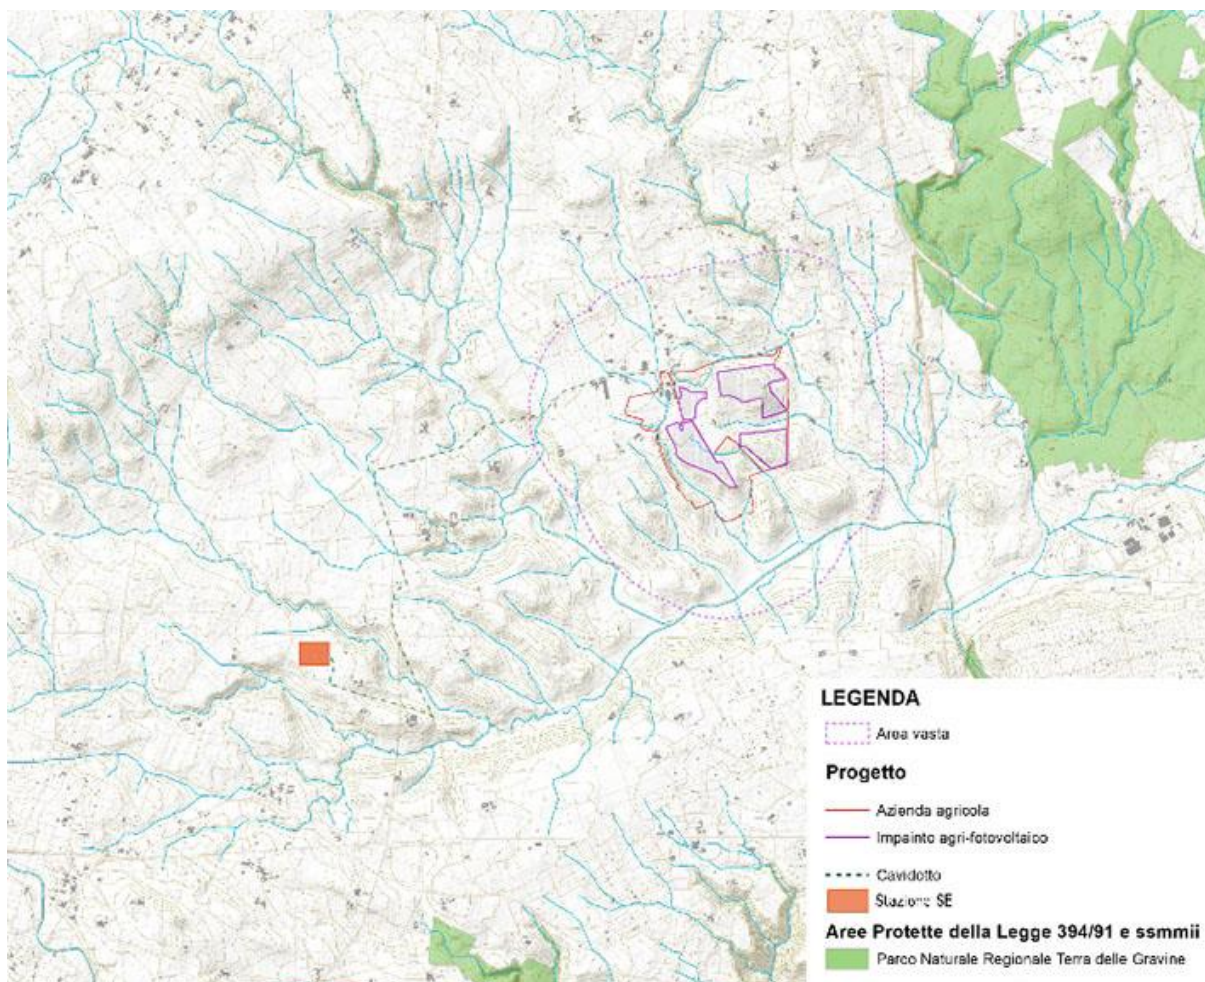 LEGENDA
Area vasta
Progetto
Azienda agricola
Impainto agri-fotovoltaico
Cavidotto
Stazione SE
Aree Protette della Legge 394/91 e ssmmii
Parco Naturale Regionale Terra delle Gravine